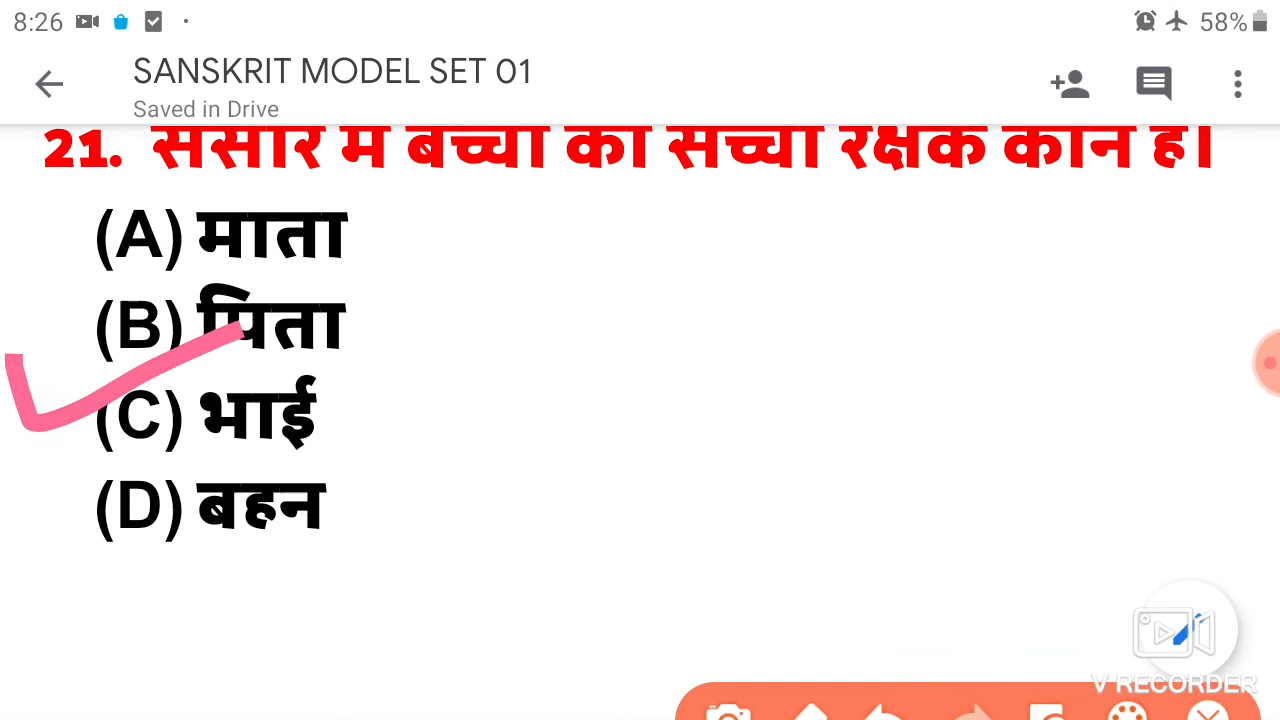 8:26
58%
SANSKRIT MODEL SET 01
Saved in Drive
21. संसार में बच्चों का सच्चा रक्षक कौन है।
(A) माता
(B) पिता
(C) भाई
(D) बहन
V RECORDER